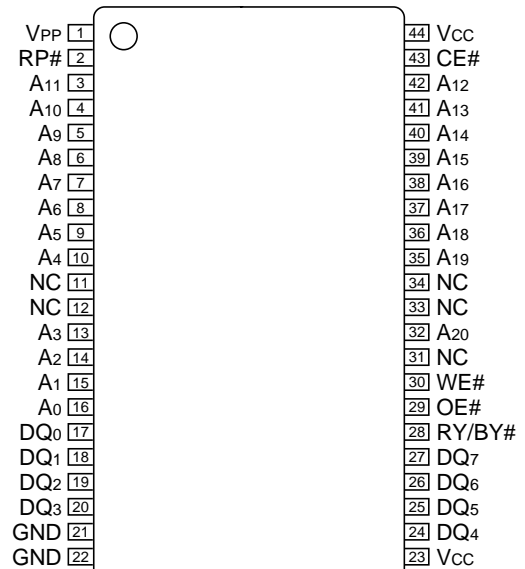 VPP 1 44 VCC
RP# 2 43 CE#
A11 3 42 A12
A10 4 41 A13
A9 5 40 A14
A8 6 39 A15
A7 7 38 A16
A6 8 37 A17
A5 9 36 A18
A4 10 35 A19
NC 11 34 NC
NC 12 33 NC
A3 13 32 A20
A2 14 31 NC
A1 15 30 WE#
A0 16 29 OE#
DQ0 17 28 RY/BY#
DQ1 18 27 DQ7
DQ2 19 26 DQ6
DQ3 20 25 DQ5
GND 21 24 DQ4
GND 22 23 VCC